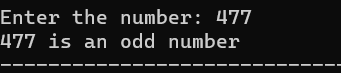 Enter the number: 477
477 is an odd number
--------------------------------